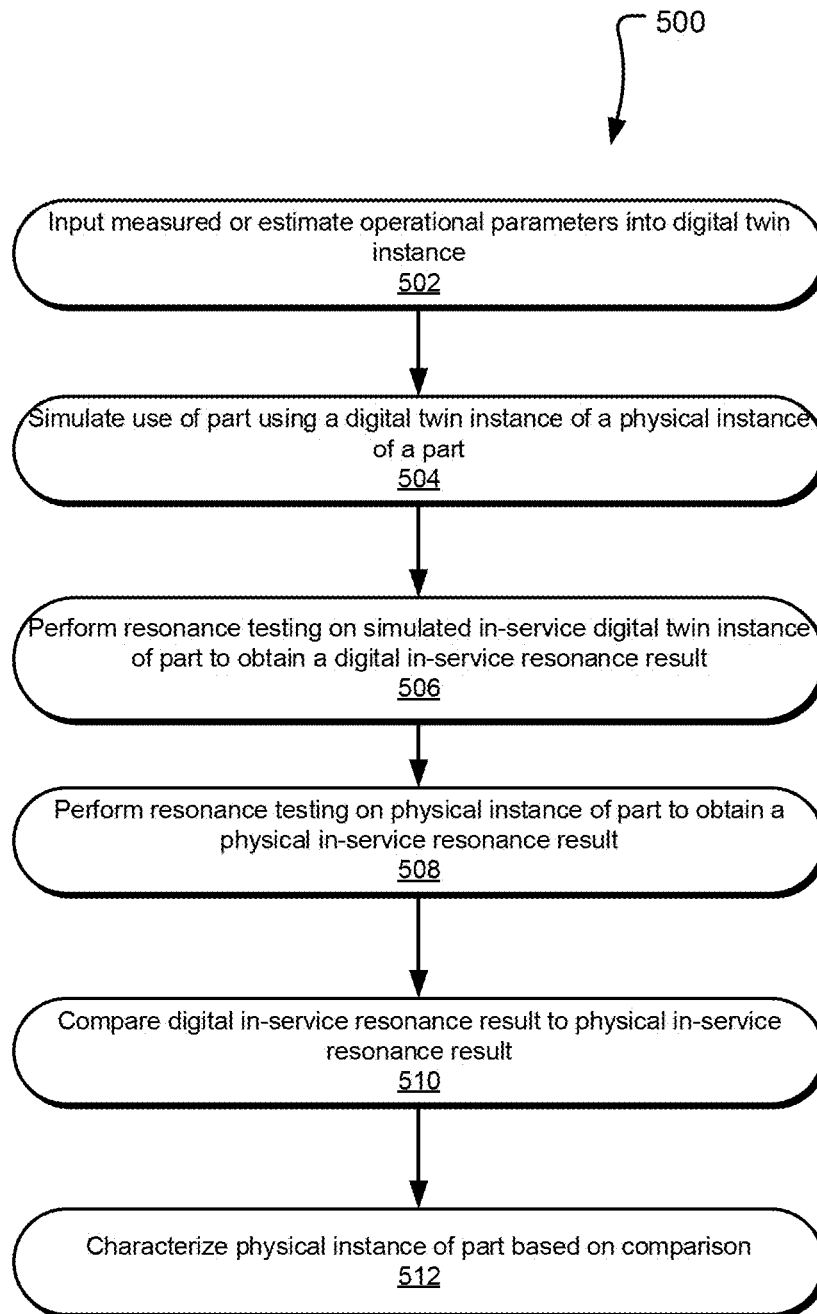 500
Input measured or estimate operational parameters into digital twin
instance
502
Simulate use of part using a digital twin instance of a physical instance
of a part
504
Perform resonance testing on simulated in-service digital twin instance
of part to obtain a digital in-service resonance result
506
Perform resonance testing on physical instance of part to obtain a
physical in-service resonance result
508
Compare digital in-service resonance result to physical in-service
resonance result
510
Characterize physical instance of part based on comparison
512